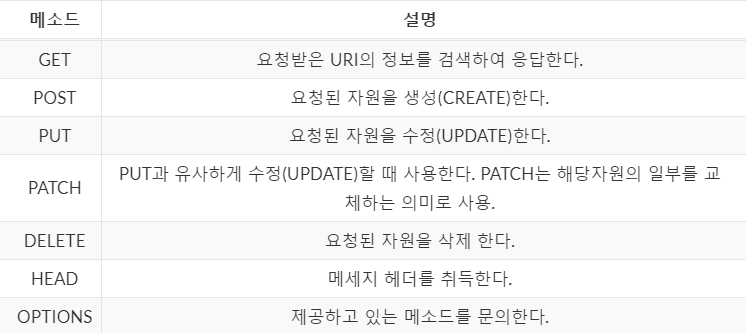 메소드 설명
GET 요청받은 URI의 정보를 검색하여 응답한다.
POST 요청된 자원을 생성(CREATE)한다.
PUT 요청된 자원을 수정(UPDATE)한다.
PATCH PUT과 유사하게 수정(UPDATE)할 때 사용한다. PATCH는 해당자원의 일부를 교
체하는 의미로 사용.
DELETE 요청된 자원을 삭제 한다.
HEAD 메세지 헤더를 취득한다.
OPTIONS 제공하고 있는 메소드를 문의한다.